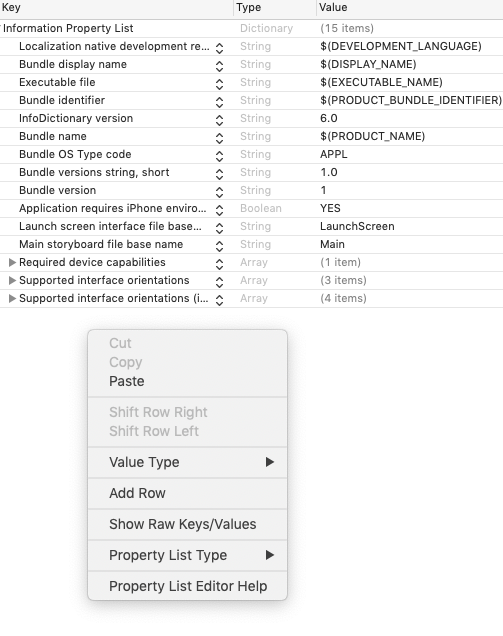 Key Type Value
Information Property List Dictionary (15 items)
Localization native development re... String $(DEVELOPMENT_LANGUAGE)
Bundle display name String $(DISPLAY_NAME)
Executable file String $(EXECUTABLE_NAME)
Bundle identifier String $(PRODUCT_BUNDLE_IDENTIFIER)
InfoDictionary version String 6.0
Bundle name String $(PRODUCT_NAME)
Bundle OS Type code String APPL
Bundle versions string, short String 1.0
Bundle version String 1
Application requires iPhone enviro... Boolean YES
Launch screen interface file base... String LaunchScreen
Main storyboard file base name String Main
Required device capabilities Array (1 item)
Supported interface orientations Array (3 items)
Supported interface orientations (i... Array (4 items)
Cut
Copy
Paste
Shift Row Right
Shift Row Left
Value Type
Add Row
Show Raw Keys/Values
Property List Type
Property List Editor Help